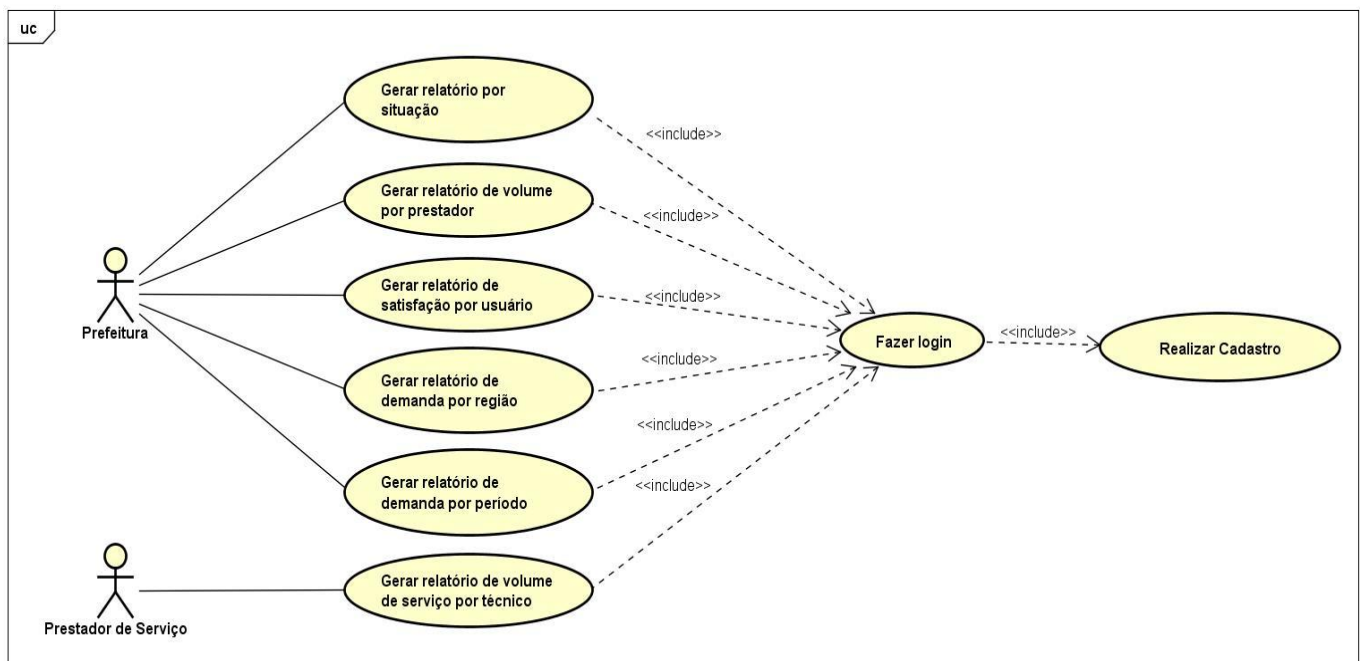 uc
Gerar relatório por
situação
<<include>>
Gerar relatório de volume
por prestador
<<include>>
Gerar relatório de
satisfação por usuário
<<include>>
Prefeitura
Fazer login
<<include>>
Realizar Cadastro
Gerar relatório de
demanda por região
<<include>>
Gerar relatório de
demanda por período
<<include>>
<<include>>
Gerar relatório de volume
de serviço por técnico
Prestador de Serviço